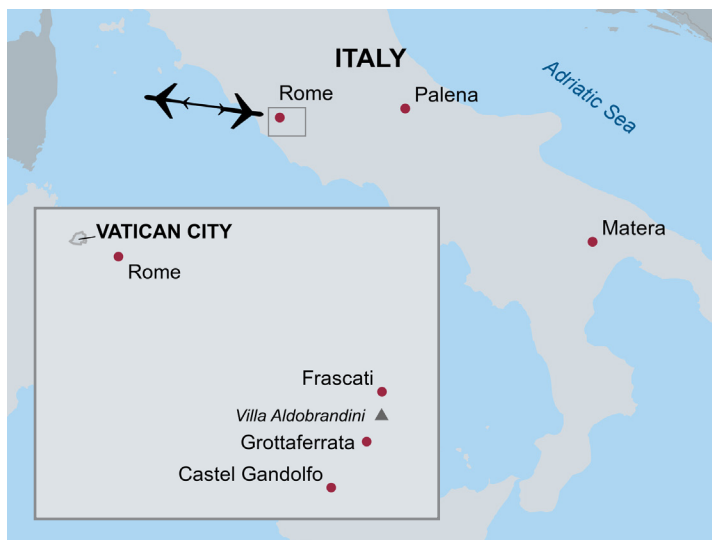 ITALY
Adriatic Sea
Rome
Palena
Matera
VATICAN CITY
Rome
Frascati
Villa Aldobrandini
Grottaferrata
Castel Gandolfo